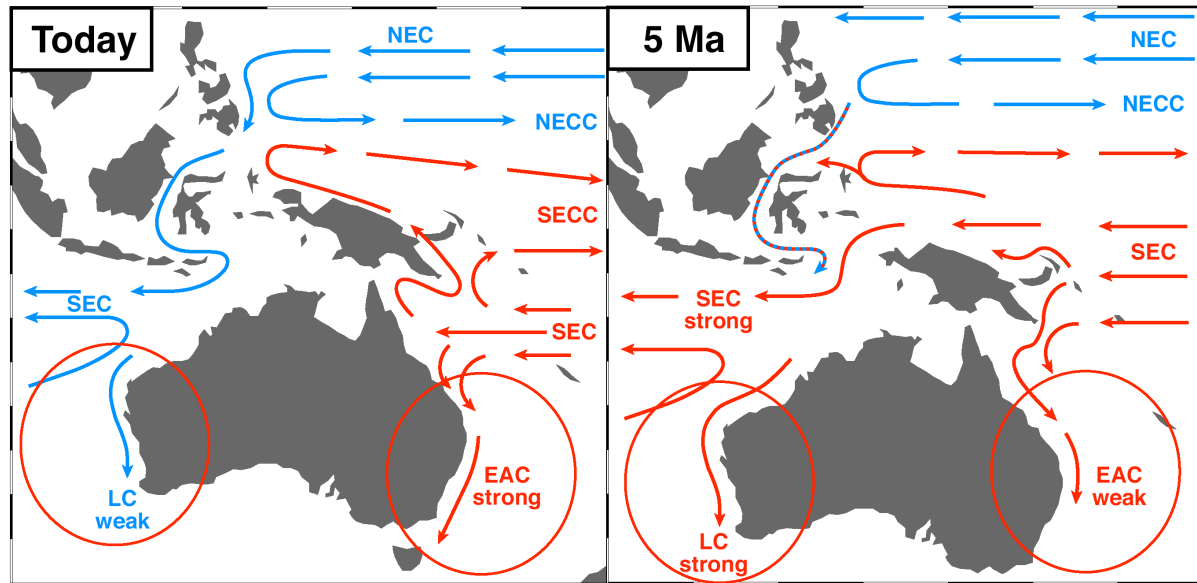 Today
NEC
NECC
SECC
SEC
SEC
LC
weak
EAC
strong
5 Ma
NEC
NECC
SEC
SEC
strong
LC
strong
EAC
weak